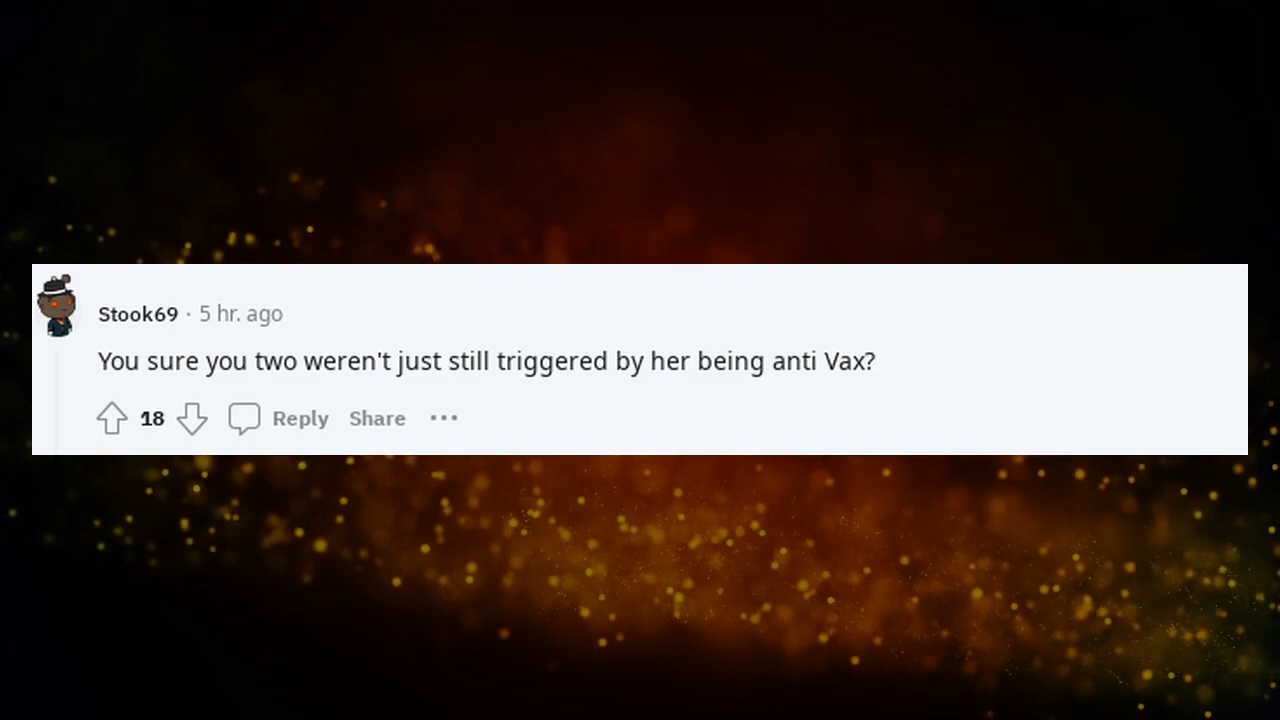 Stook69 · 5 hr. ago
You sure you two weren't just still triggered by her being anti Vax?
18 Reply Share ···